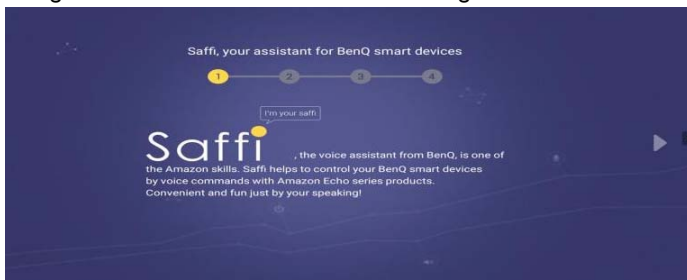 Saffi, your assistant for BenQ smart devices
1 2 3 4
I'm your saffi
Saffi , the voice assistant from BenQ, is one of
the Amazon skills. Saffi helps to control your BenQ smart devices
by voice commands with Amazon Echo series products.
Convenient and fun just by your speaking!